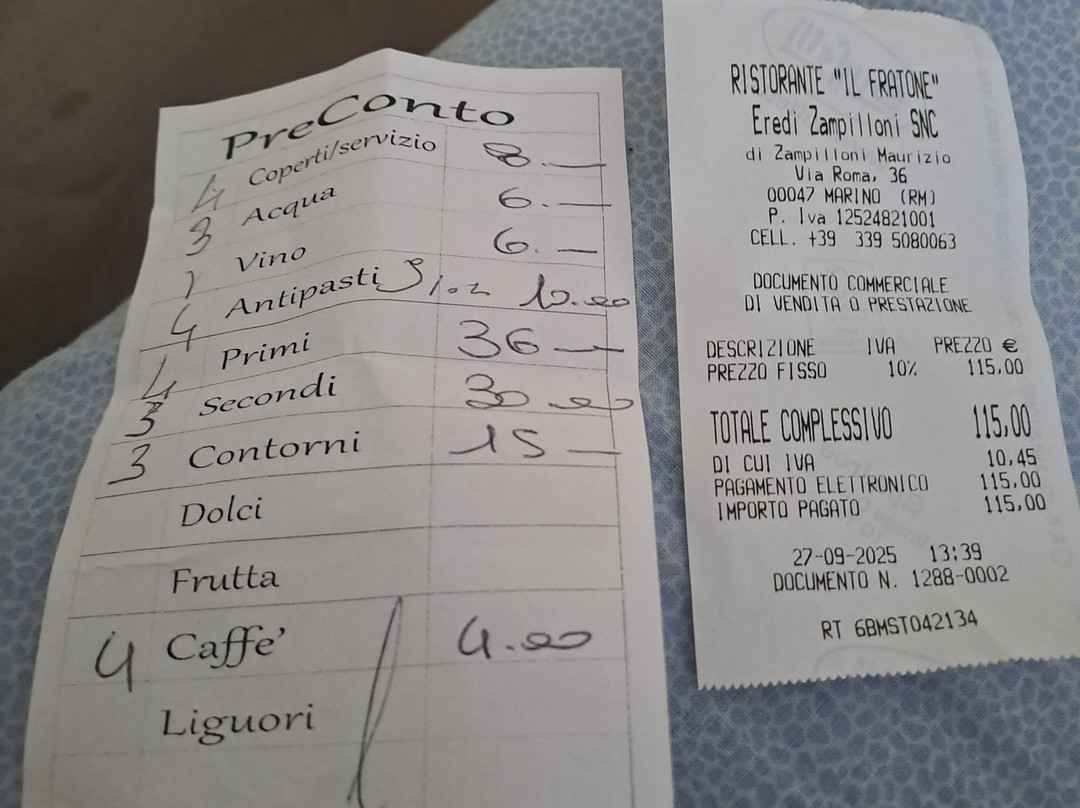 PreConto
4 Coperti/servizio 8.—
3 Acqua 6.—
1 Vino 6.—
4 Antipasti 10.00
4 Primi 36 —
3 Secondi 30.00
3 Contorni 15 —
Dolci
Frutta
4 Caffe' 4.00
Liguori
RISTORANTE "IL FRATONE"
Eredi Zampilloni SNC
di Zampilloni Maurizio
Via Roma, 36
00047 MARINO (RM)
P. Iva 12524821001
CELL. +39 339 5080063
DOCUMENTO COMMERCIALE
DI VENDITA O PRESTAZIONE
DESCRIZIONE IVA PREZZO €
PREZZO FISSO 10% 115,00
TOTALE COMPLESSIVO 115,00
DI CUI IVA 10,45
PAGAMENTO ELETTRONICO 115,00
IMPORTO PAGATO 115,00
27-09-2025 13:39
DOCUMENTO N. 1288-0002
RT 6BMST042134